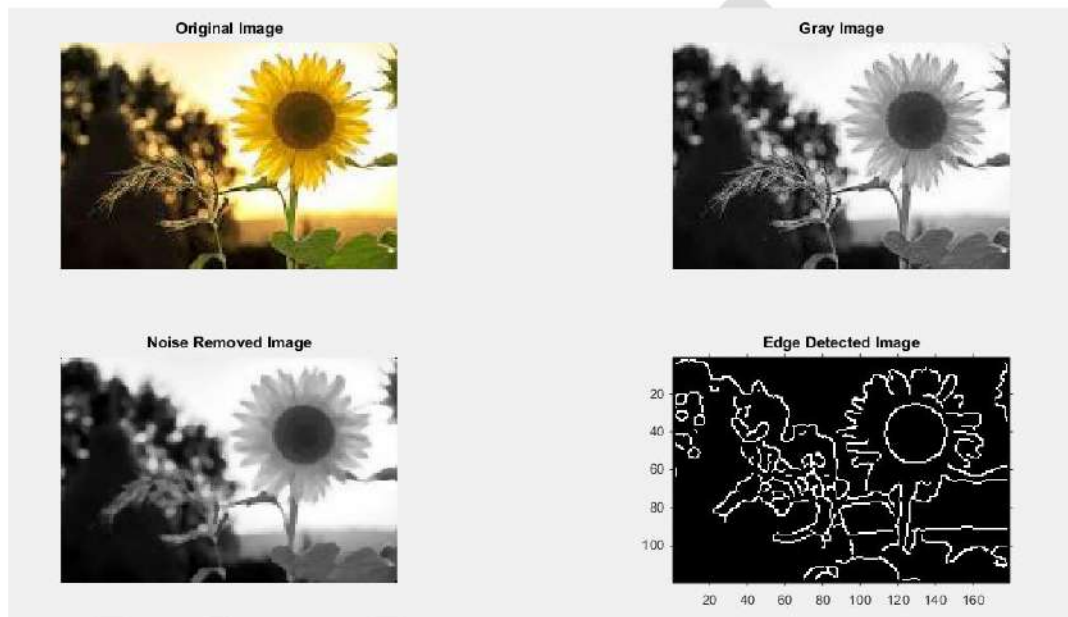 Original Image
Gray Image
Noise Removed Image
Edge Detected Image
20
40
60
80
100
20 40 60 80 100 120 140 160